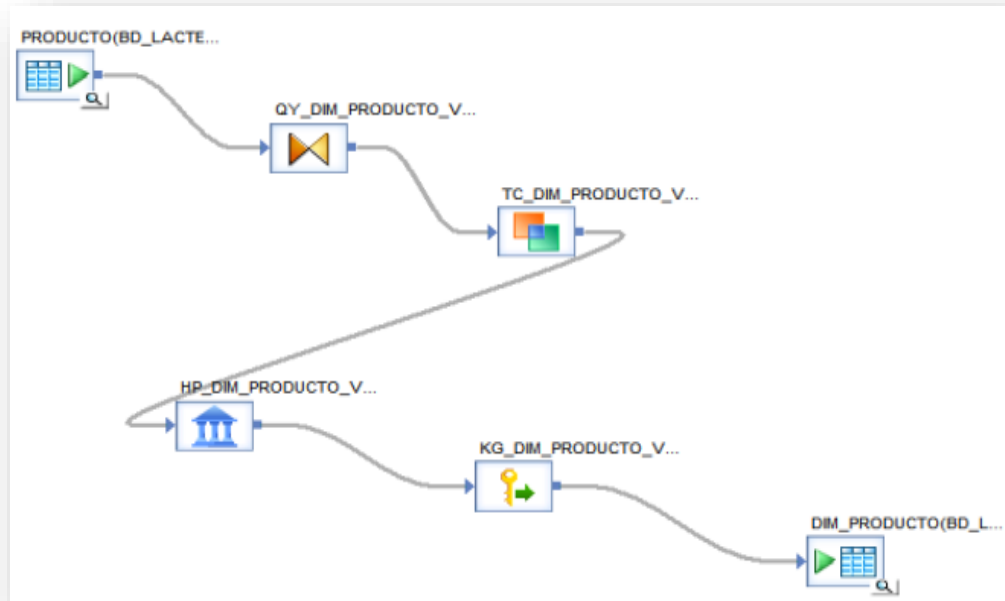 PRODUCTO(BD_LACTE...
QY_DIM_PRODUCTO_V...
TC_DIM_PRODUCTO_V...
HP_DIM_PRODUCTO_V...
KG_DIM_PRODUCTO_V...
DIM_PRODUCTO(BD_L...